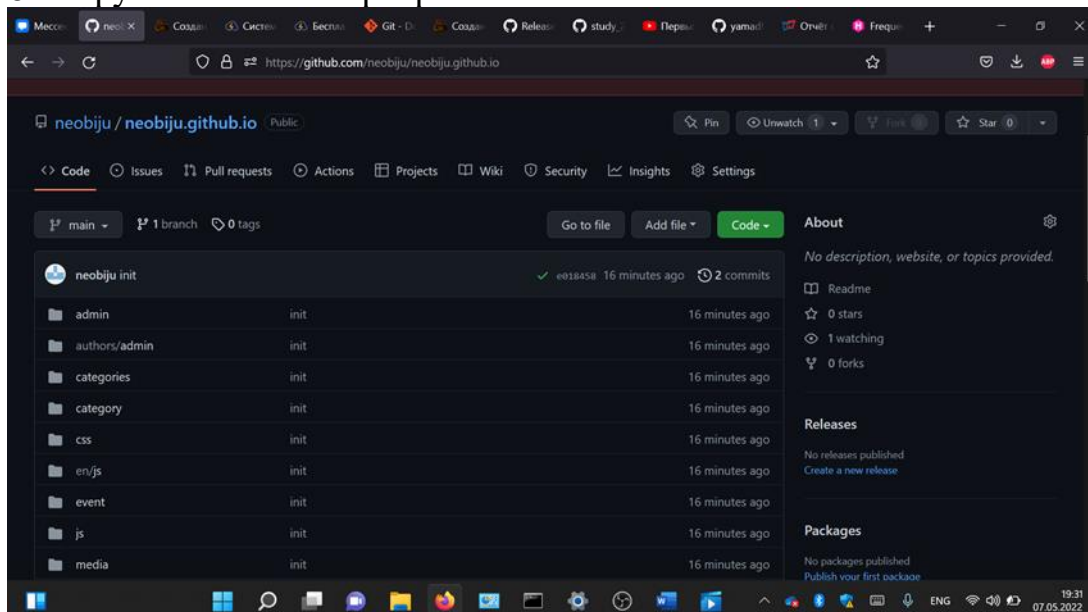 Мессе neob Создан Систем Беспл Git - D Создан Release study_ Первы yamad Отчёт Freque
https://github.com/neobiju/neobiju.github.io
neobiju / neobiju.github.io Public Pin Unwatch 1 Fork Star 0
Code Issues Pull requests Actions Projects Wiki Security Insights Settings
main 1 branch 0 tags Go to file Add file Code About
No description, website, or topics provided.
neobiju init e018458 16 minutes ago 2 commits
Readme
admin init 16 minutes ago
0 stars
authors/admin init 16 minutes ago
1 watching
categories init 16 minutes ago
0 forks
category init 16 minutes ago
Releases
css init 16 minutes ago
No releases published
en/js init 16 minutes ago
Create a new release
event init 16 minutes ago
js init 16 minutes ago
Packages
media init 16 minutes ago
No packages published
Publish your first package
ENG 19:31
07.05.2022